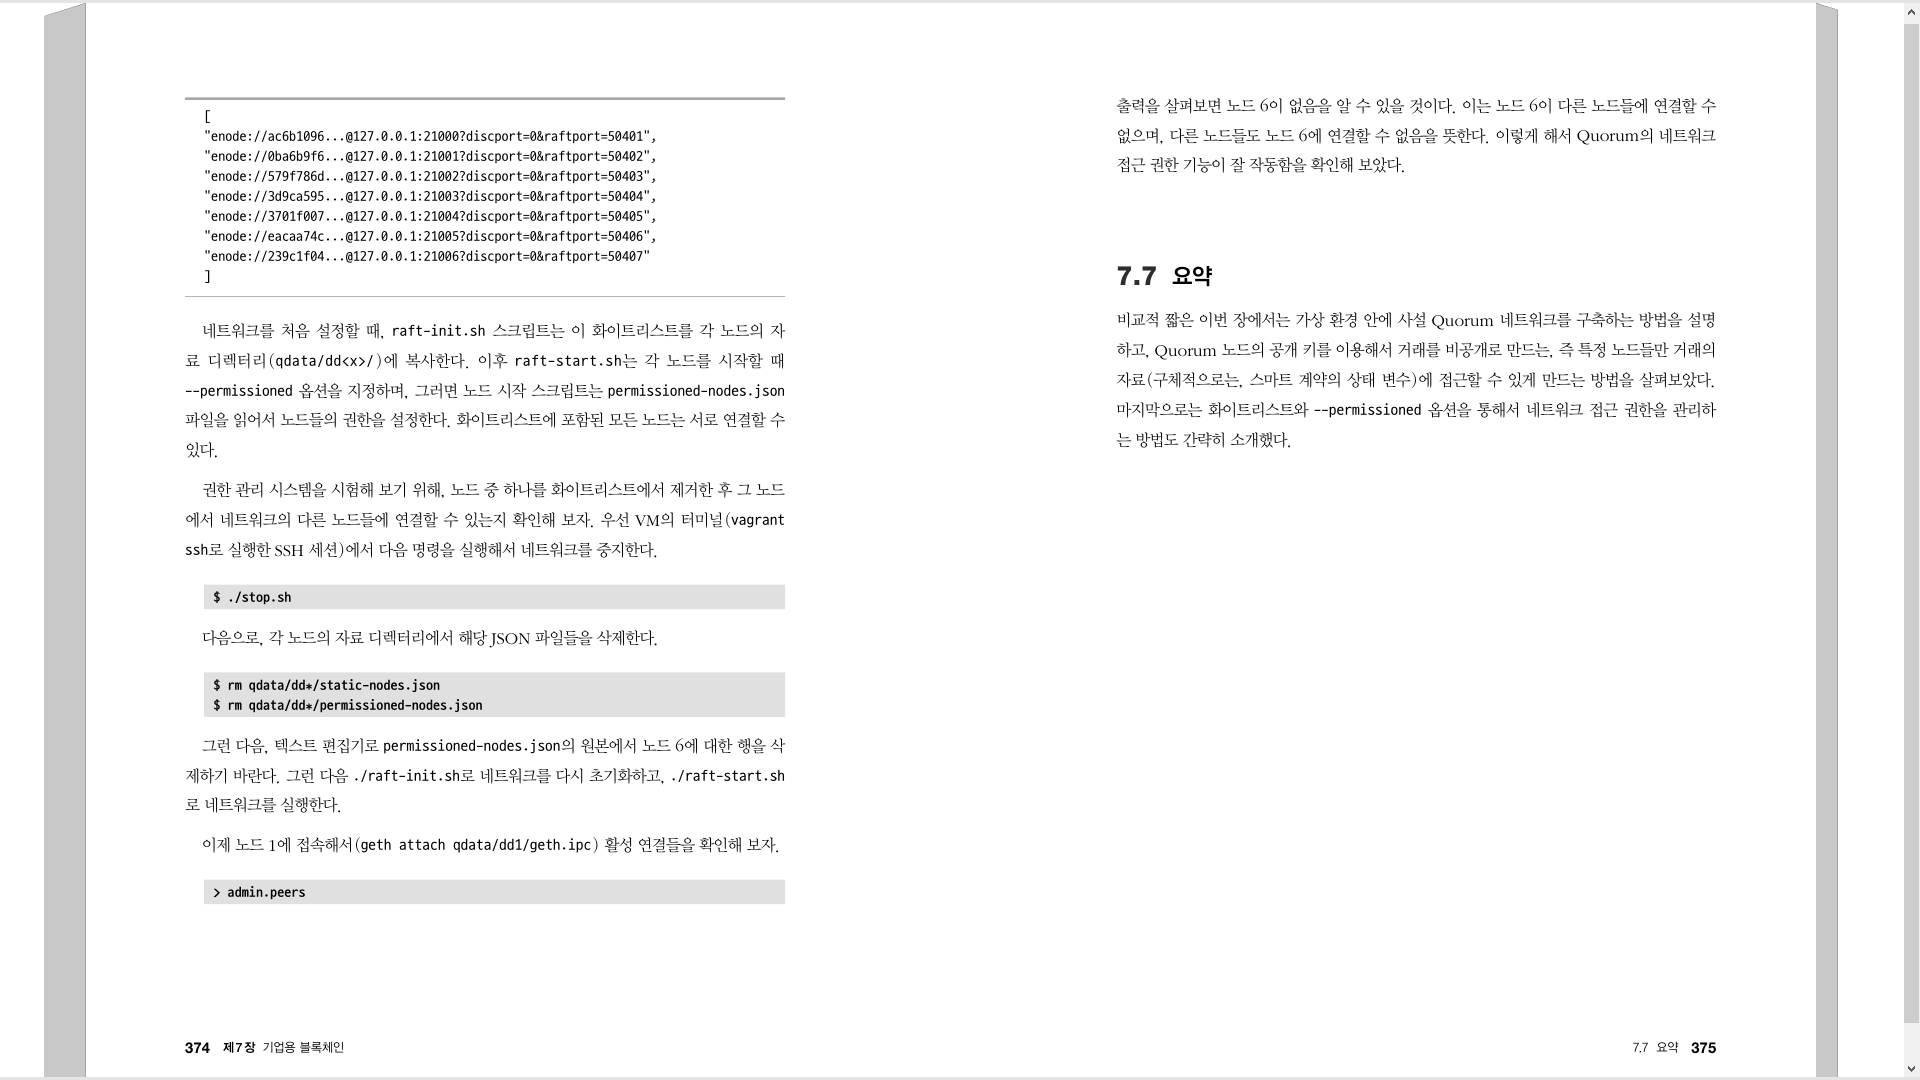 [
"enode://ac6b1096...@127.0.0.1:21000?discport=0&raftport=50401",
"enode://0ba6b9f6...@127.0.0.1:21001?discport=0&raftport=50402",
"enode://579f786d...@127.0.0.1:21002?discport=0&raftport=50403",
"enode://3d9ca595...@127.0.0.1:21003?discport=0&raftport=50404",
"enode://3701f007...@127.0.0.1:21004?discport=0&raftport=50405",
"enode://eacaa74c...@127.0.0.1:21005?discport=0&raftport=50406",
"enode://239c1f04...@127.0.0.1:21006?discport=0&raftport=50407"
]
네트워크를 처음 설정할 때, raft-init.sh 스크립트는 이 화이트리스트를 각 노드의 자
료 디렉터리(qdata/dd<x>/)에 복사한다. 이후 raft-start.sh는 각 노드를 시작할 때
--permissioned 옵션을 지정하며, 그러면 노드 시작 스크립트는 permissioned-nodes.json
파일을 읽어서 노드들의 권한을 설정한다. 화이트리스트에 포함된 모든 노드는 서로 연결할 수
있다.
권한 관리 시스템을 시험해 보기 위해, 노드 중 하나를 화이트리스트에서 제거한 후 그 노드
에서 네트워크의 다른 노드들에 연결할 수 있는지 확인해 보자. 우선 VM의 터미널(vagrant
ssh로 실행한 SSH 세션)에서 다음 명령을 실행해서 네트워크를 중지한다.
$ ./stop.sh
다음으로, 각 노드의 자료 디렉터리에서 해당 JSON 파일들을 삭제한다.
$ rm qdata/dd*/static-nodes.json
$ rm qdata/dd*/permissioned-nodes.json
그런 다음, 텍스트 편집기로 permissioned-nodes.json의 원본에서 노드 6에 대한 행을 삭
제하기 바란다. 그런 다음 ./raft-init.sh로 네트워크를 다시 초기화하고, ./raft-start.sh
로 네트워크를 실행한다.
이제 노드 1에 접속해서(geth attach qdata/dd1/geth.ipc) 활성 연결들을 확인해 보자.
> admin.peers
374 제7장 기업용 블록체인
출력을 살펴보면 노드 6이 없음을 알 수 있을 것이다. 이는 노드 6이 다른 노드들에 연결할 수
없으며, 다른 노드들도 노드 6에 연결할 수 없음을 뜻한다. 이렇게 해서 Quorum의 네트워크
접근 권한 기능이 잘 작동함을 확인해 보았다.
7.7 요약
비교적 짧은 이번 장에서는 가상 환경 안에 사설 Quorum 네트워크를 구축하는 방법을 설명
하고, Quorum 노드의 공개 키를 이용해서 거래를 비공개로 만드는, 즉 특정 노드들만 거래의
자료(구체적으로는, 스마트 계약의 상태 변수)에 접근할 수 있게 만드는 방법을 살펴보았다.
마지막으로는 화이트리스트와 --permissioned 옵션을 통해서 네트워크 접근 권한을 관리하
는 방법도 간략히 소개했다.
7.7 요약 375